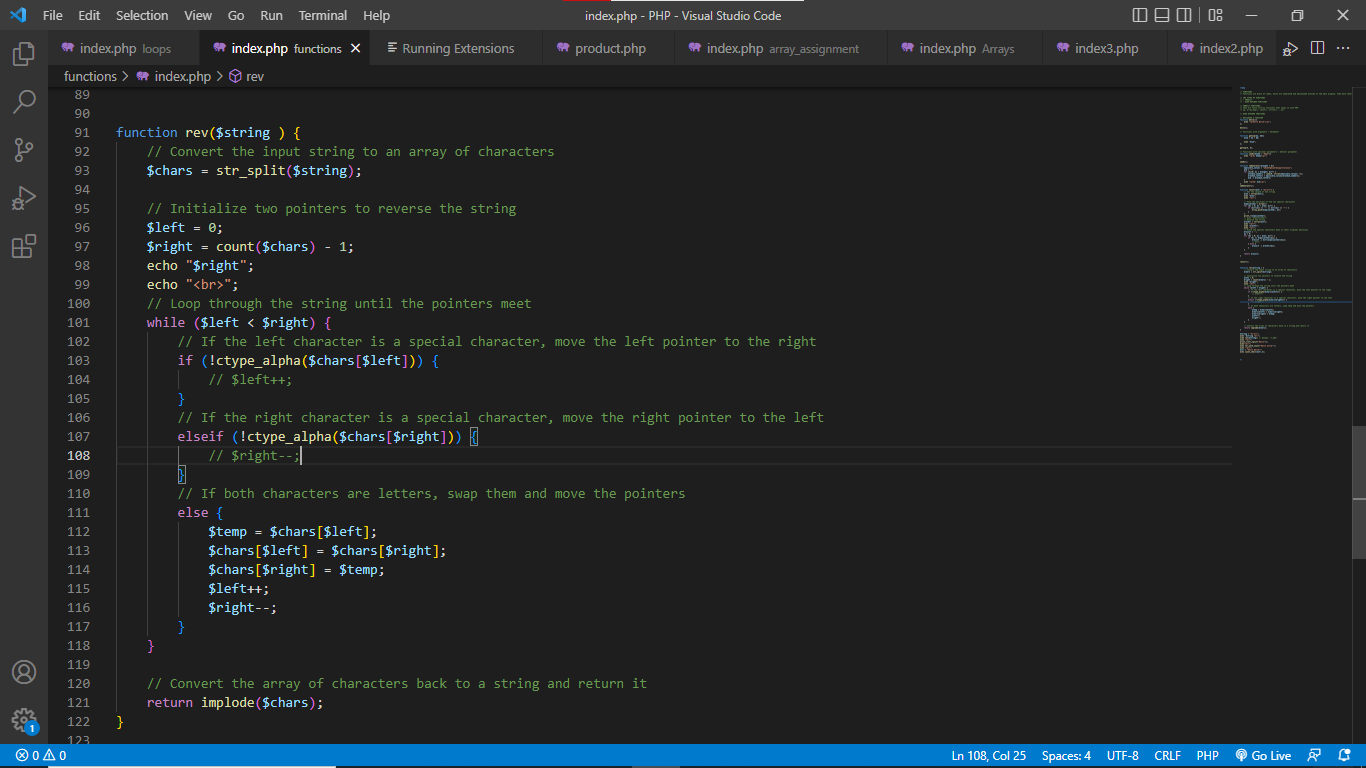 File Edit Selection View Go Run Terminal Help index.php - PHP - Visual Studio Code
index.php loops index.php functions Running Extensions product.php index.php array_assignment index.php Arrays index3.php index2.php
functions > index.php > rev
89
90
91 function rev($string ) {
92 // Convert the input string to an array of characters
93 $chars = str_split($string);
94
95 // Initialize two pointers to reverse the string
96 $left = 0;
97 $right = count($chars) - 1;
98 echo "$right";
99 echo "<br>";
100 // Loop through the string until the pointers meet
101 while ($left < $right) {
102 // If the left character is a special character, move the left pointer to the right
103 if (!ctype_alpha($chars[$left])) {
104 // $left++;
105 }
106 // If the right character is a special character, move the right pointer to the left
107 elseif (!ctype_alpha($chars[$right])) {
108 // $right--;
109 }
110 // If both characters are letters, swap them and move the pointers
111 else {
112 $temp = $chars[$left];
113 $chars[$left] = $chars[$right];
114 $chars[$right] = $temp;
115 $left++;
116 $right--;
117 }
118 }
119
120 // Convert the array of characters back to a string and return it
121 return implode($chars);
122 }
123
1
0 0 Ln 108, Col 25 Spaces: 4 UTF-8 CRLF PHP Go Live